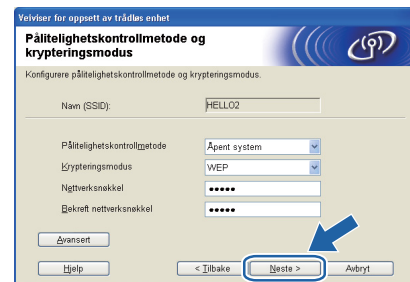 Veiviser for oppsett av trådløs enhet
Pålitelighetskontrollmetode og
krypteringsmodus
Konfigurere pålitelighetskontrollmetode og krypteringsmodus.
Navn (SSID): HELLO2
Pålitelighetskontrollmetode Åpent system
Krypteringsmodus WEP
Nettverksnøkkel •••••
Bekreft nettverksnøkkel •••••
Avansert
Hjelp < Tilbake Neste > Avbryt